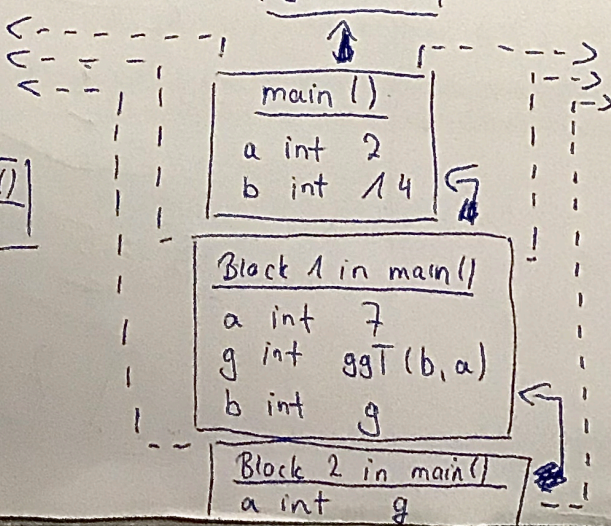 ()
main ()
a int 2
b int 14
Block 1 in main()
a int 7
g int ggT (b, a)
b int g
Block 2 in main()
a int g